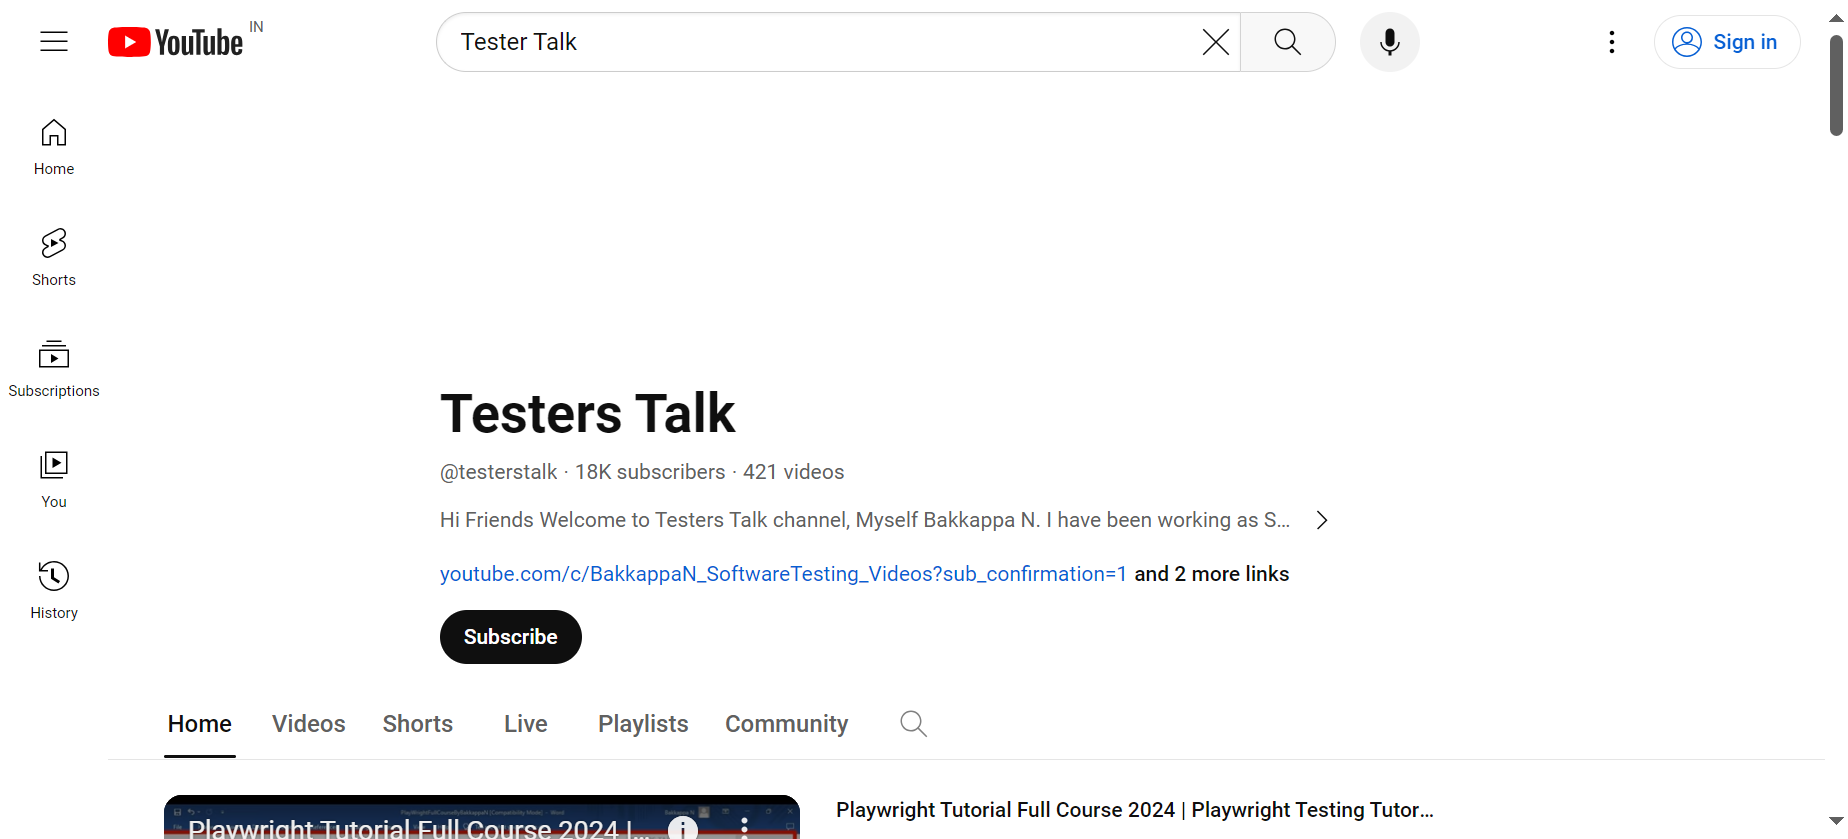 YouTube IN
Tester Talk
Sign in
Home
Shorts
Subscriptions
You
History
Testers Talk
@testerstalk · 18K subscribers · 421 videos
Hi Friends Welcome to Testers Talk channel, Myself Bakkappa N. I have been working as S...
youtube.com/c/BakkappaN_SoftwareTesting_Videos?sub_confirmation=1 and 2 more links
Subscribe
Home Videos Shorts Live Playlists Community
Playwright Tutorial Full Course 2024 |...
Playwright Tutorial Full Course 2024 | Playwright Testing Tutor...